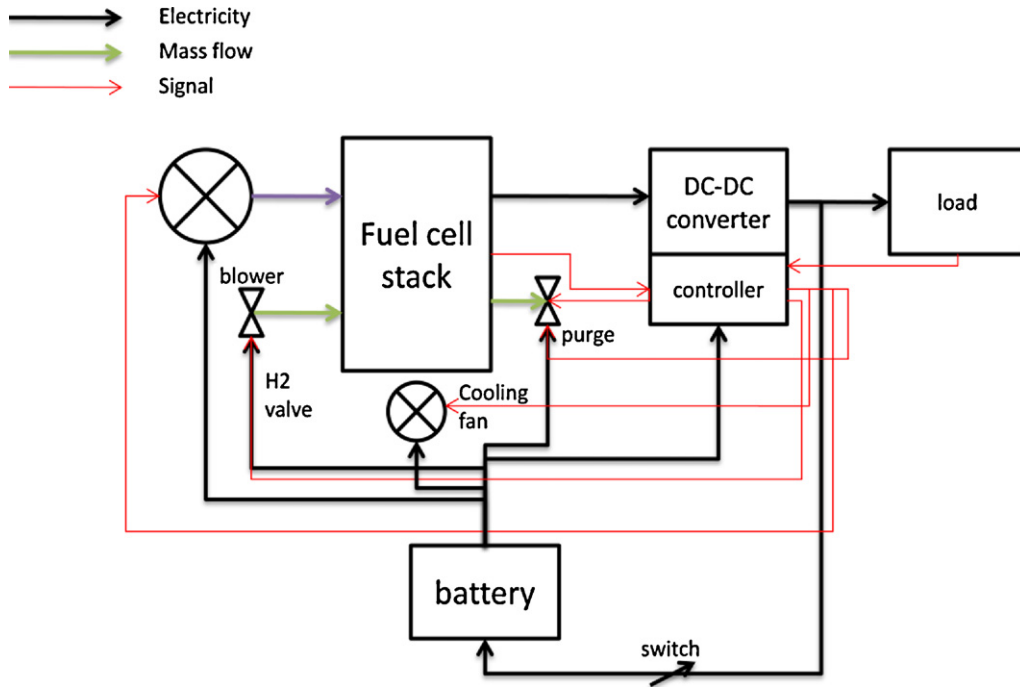 Electricity
Mass flow
Signal
DC-DC
converter
load
Fuel cell
stack
blower
controller
purge
H2
valve
Cooling
fan
battery
switch